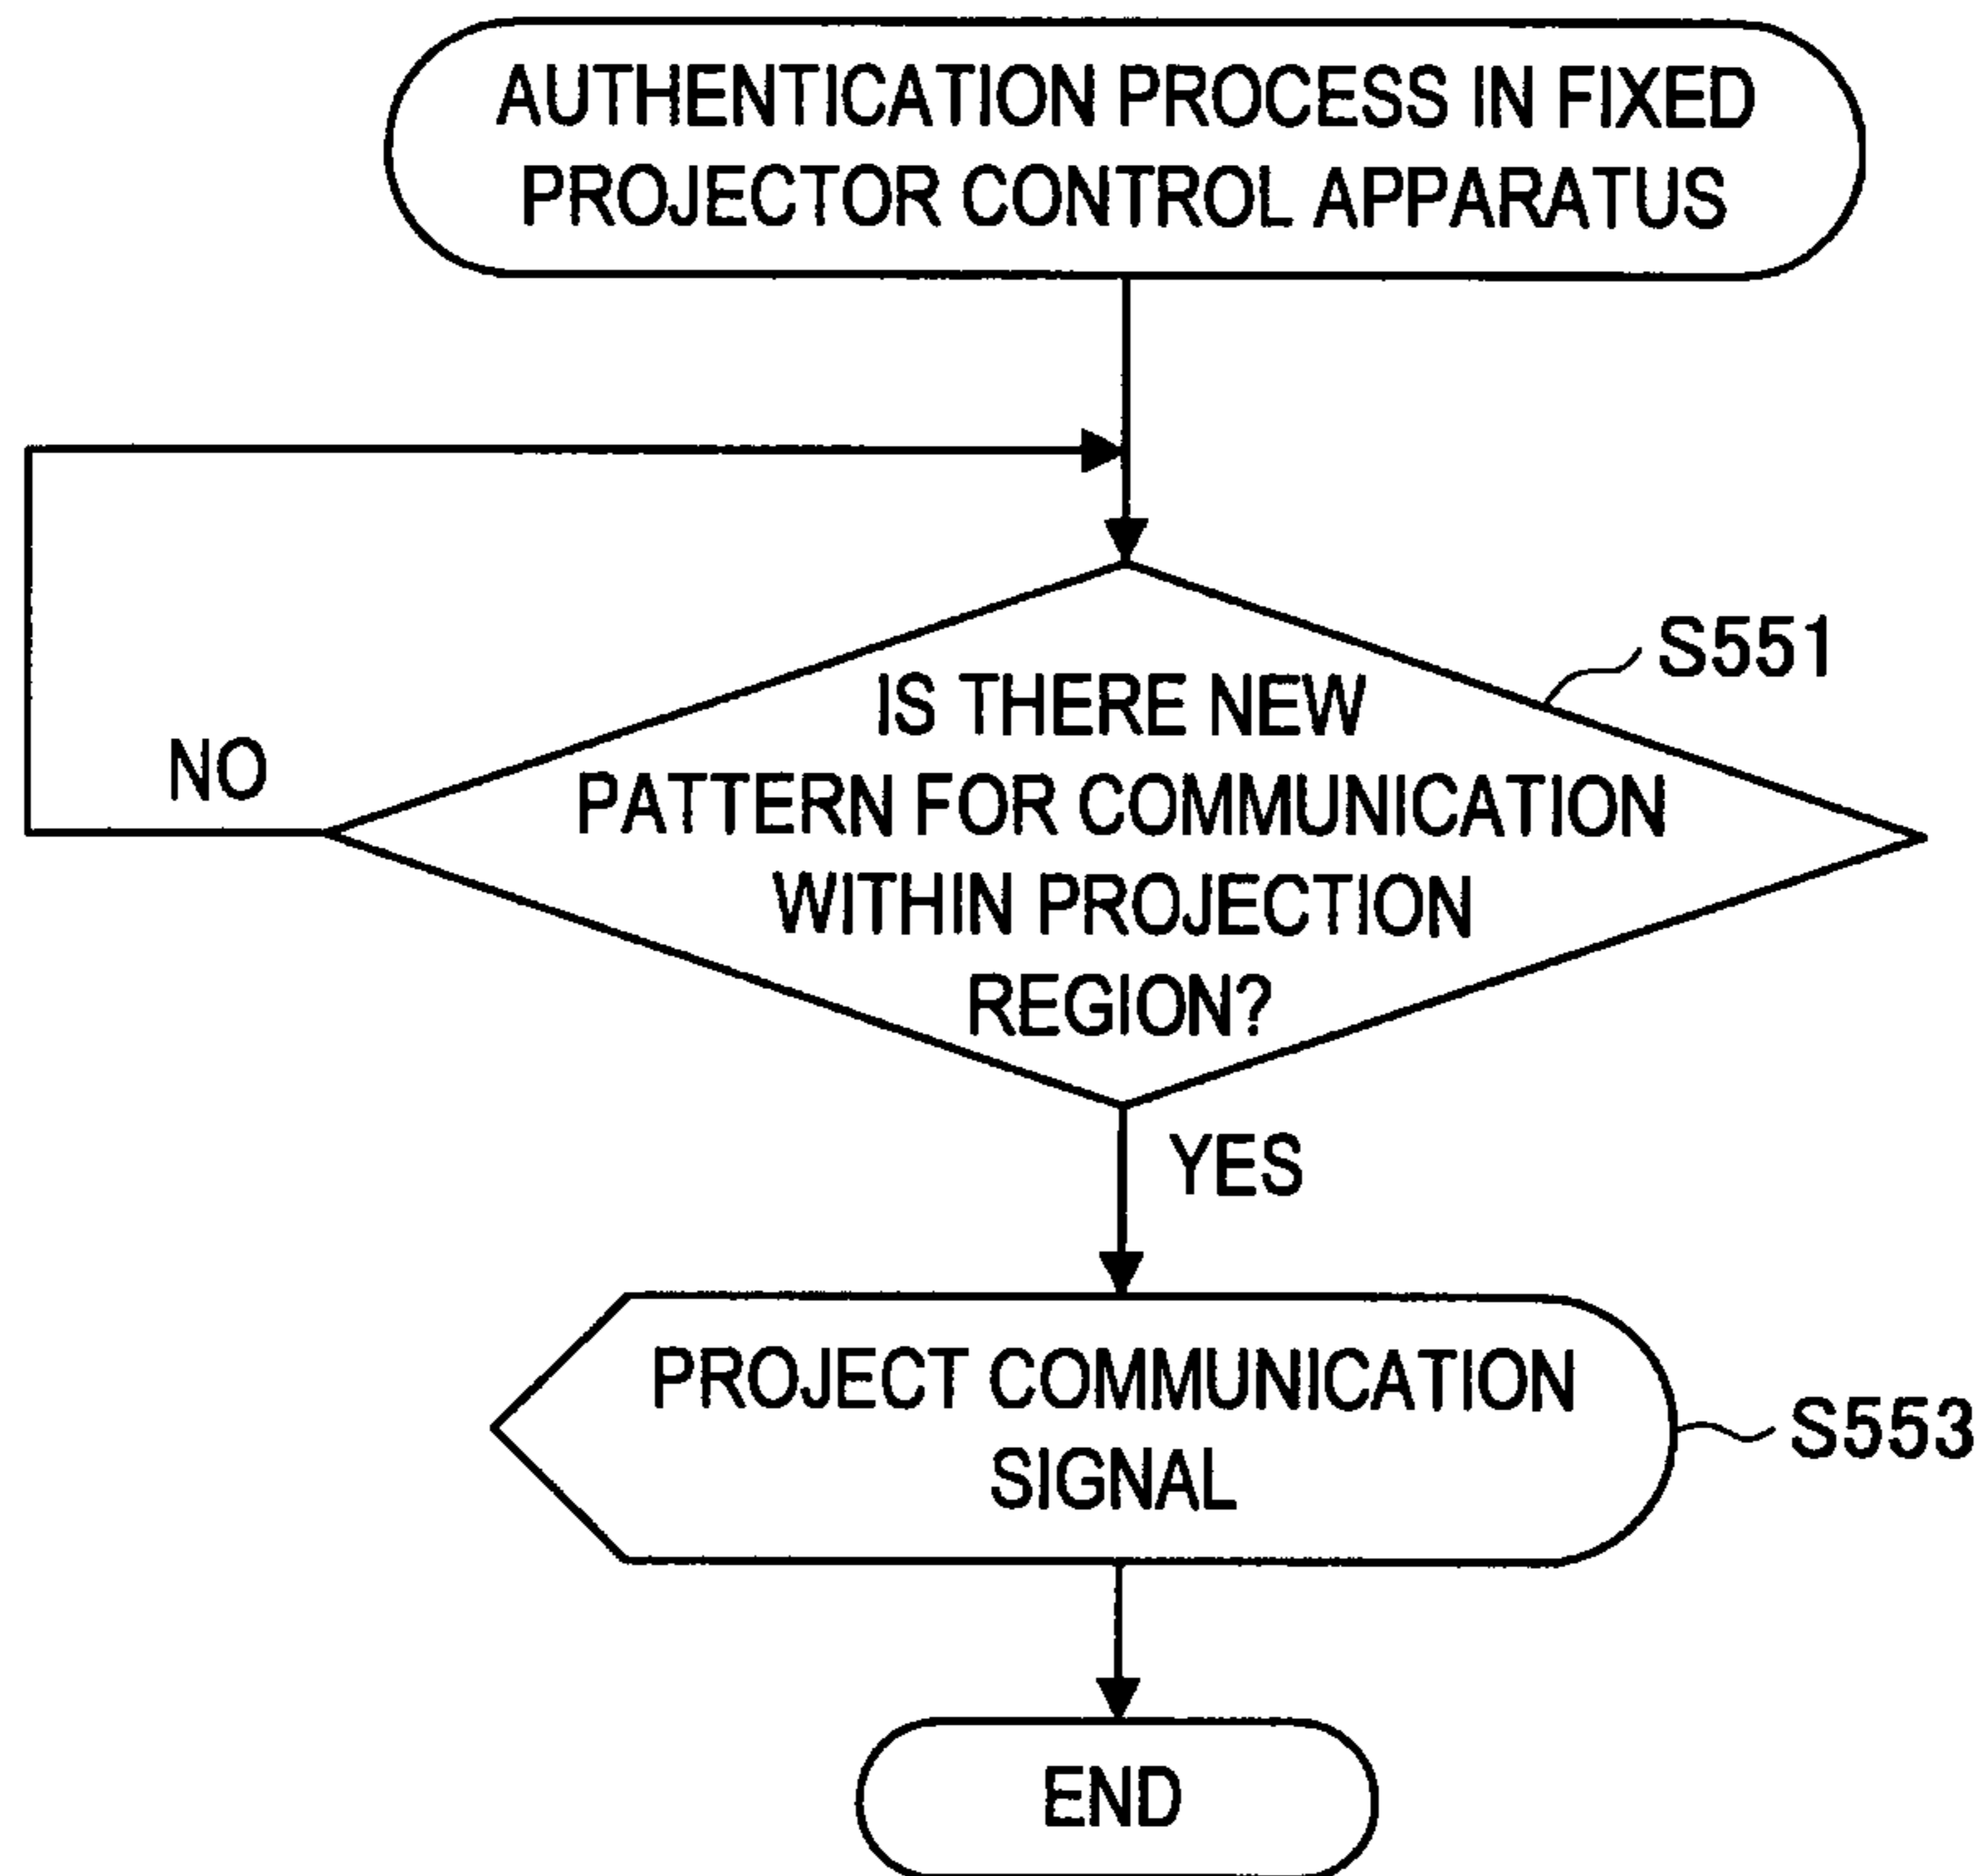 AUTHENTICATION PROCESS IN FIXED
PROJECTOR CONTROL APPARATUS
S551
IS THERE NEW
PATTERN FOR COMMUNICATION
WITHIN PROJECTION
REGION?
NO
YES
PROJECT COMMUNICATION
SIGNAL
S553
END